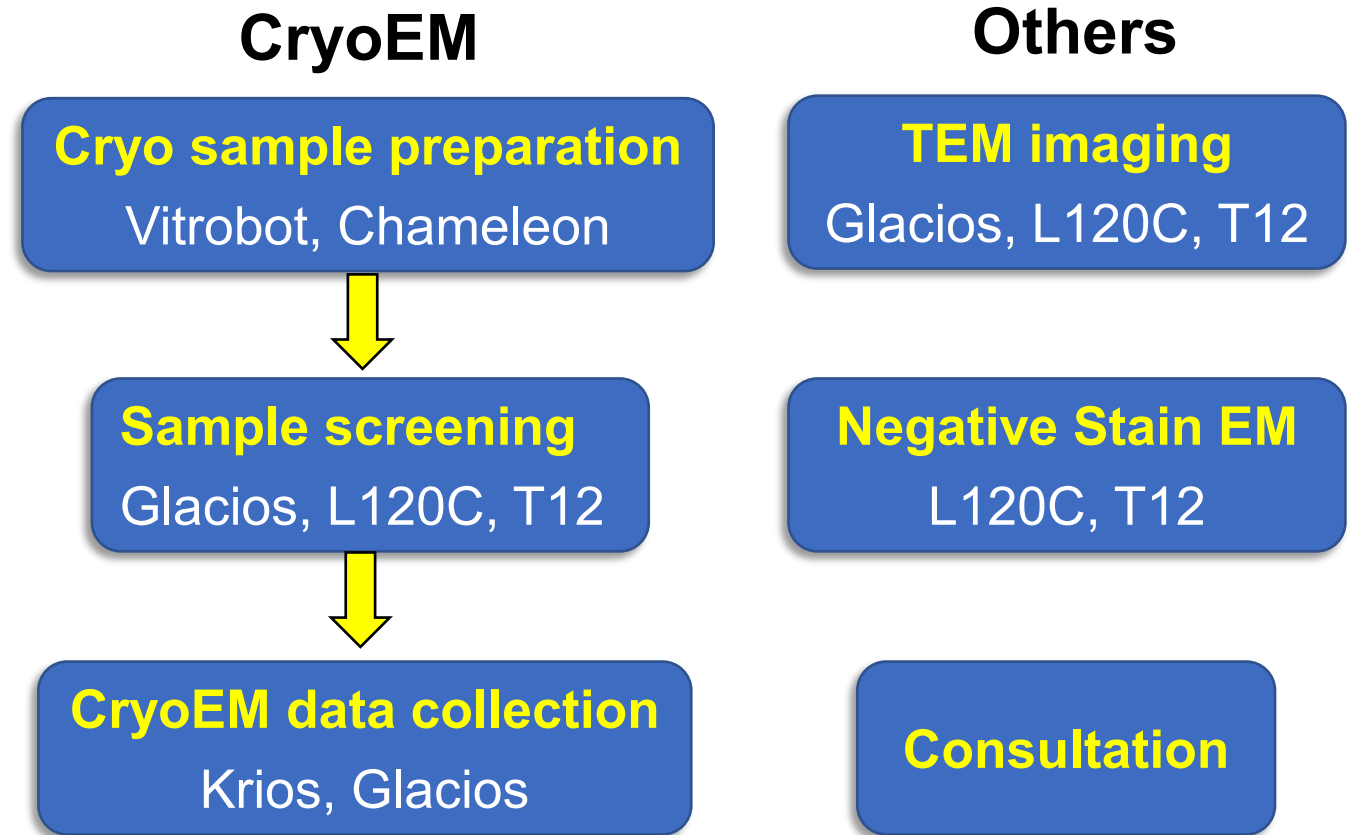 CryoEM
Cryo sample preparation
Vitrobot, Chameleon
Sample screening
Glacios, L120C, T12
CryoEM data collection
Krios, Glacios
Others
TEM imaging
Glacios, L120C, T12
Negative Stain EM
L120C, T12
Consultation